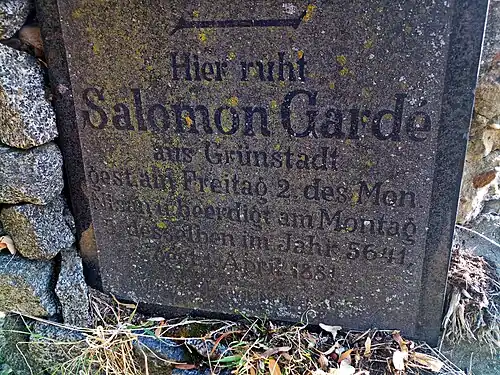 Hier ruht
Salomon Gardé
aus Grünstadt
gest. am Freitag 2. des Mon.
Nissan u. beerdigt am Montag
desselben im Jahr 5641
April 1881